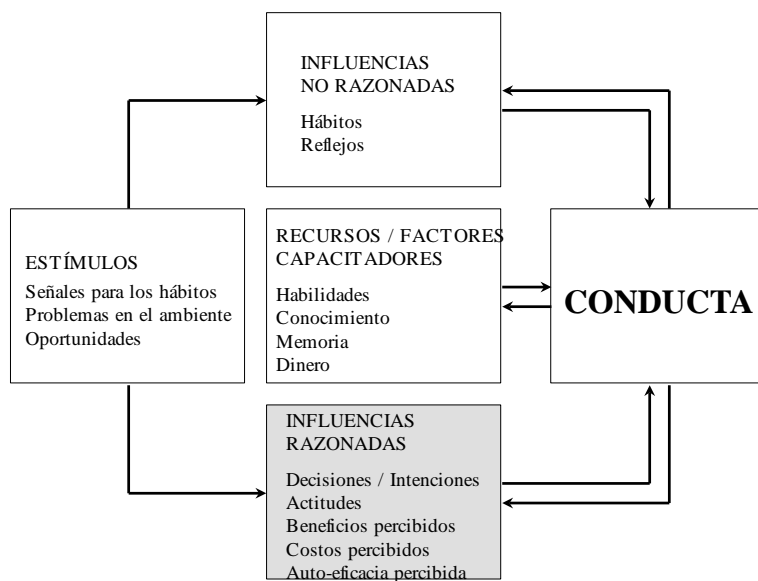 INFLUENCIAS
NO RAZONADAS
Hábitos
Reflejos
ESTÍMULOS
Señales para los hábitos
Problemas en el ambiente
Oportunidades
RECURSOS / FACTORES
CAPACITADORES
Habilidades
Conocimiento
Memoria
Dinero
CONDUCTA
INFLUENCIAS
RAZONADAS
Decisiones / Intenciones
Actitudes
Beneficios percibidos
Costos percibidos
Auto-eficacia percibida